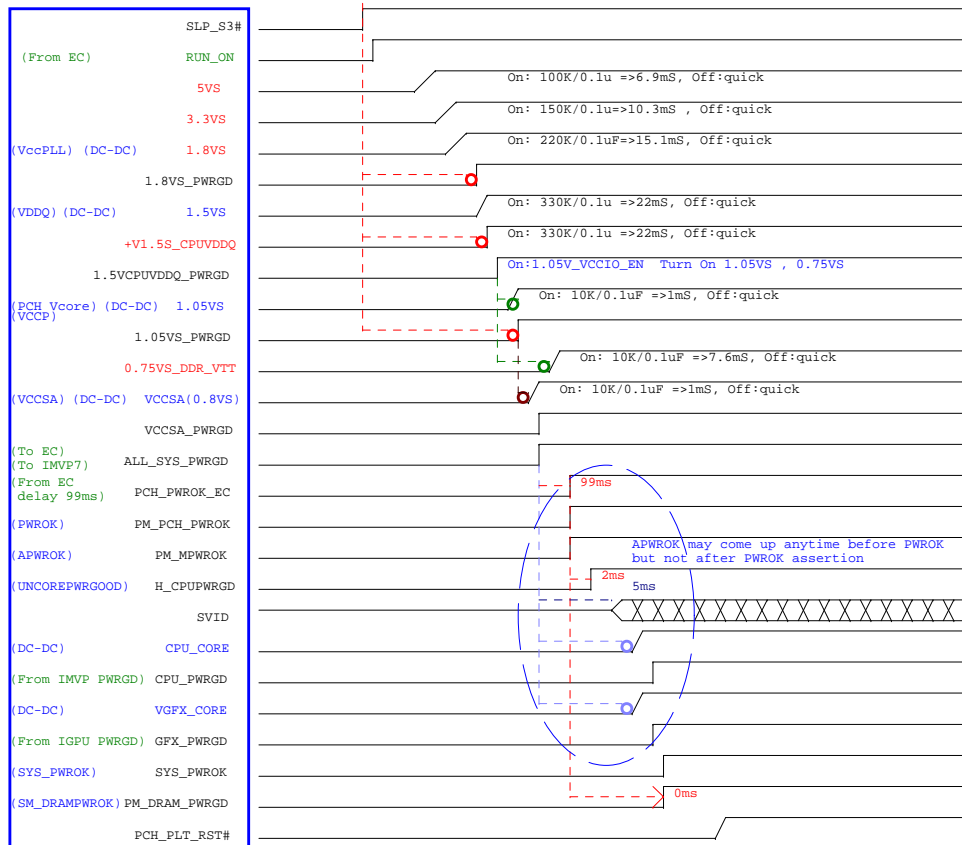 SLP_S3#
(From EC) RUN_ON
5VS On: 100K/0.1u =>6.9mS, Off:quick
3.3VS On: 150K/0.1u=>10.3mS , Off:quick
(VccPLL) (DC-DC) 1.8VS On: 220K/0.1uF=>15.1mS, Off:quick
1.8VS_PWRGD
(VDDQ)(DC-DC) 1.5VS On: 330K/0.1u =>22mS, Off:quick
+V1.5S_CPUVDDQ On: 330K/0.1u =>22mS, Off:quick
1.5VCPUVDDQ_PWRGD On:1.05V_VCCIO_EN Turn On 1.05VS , 0.75VS
(PCH_Vcore) (DC-DC) 1.05VS On: 10K/0.1uF =>1mS, Off:quick
(VCCP)
1.05VS_PWRGD
0.75VS_DDR_VTT On: 10K/0.1uF =>7.6mS, Off:quick
(VCCSA) (DC-DC) VCCSA(0.8VS) On: 10K/0.1uF =>1mS, Off:quick
VCCSA_PWRGD
(To EC)
(To IMVP7) ALL_SYS_PWRGD
(From EC
delay 99ms) PCH_PWROK_EC 99ms
(PWROK) PM_PCH_PWROK
(APWROK) PM_MPWROK APWROK may come up anytime before PWROK
but not after PWROK assertion
(UNCOREPWRGOOD) H_CPUPWRGD 2ms
SVID 5ms
(DC-DC) CPU_CORE
(From IMVP PWRGD) CPU_PWRGD
(DC-DC) VGFX_CORE
(From IGPU PWRGD) GFX_PWRGD
(SYS_PWROK) SYS_PWROK
(SM_DRAMPWROK) PM_DRAM_PWRGD 0ms
PCH_PLT_RST#